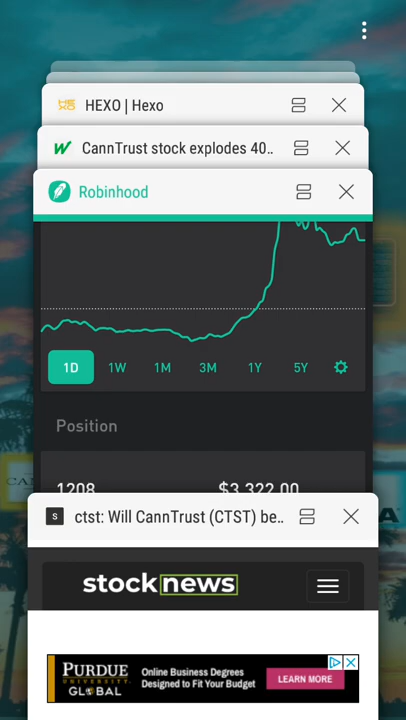 HEXO | Hexo
CannTrust stock explodes 40..
Robinhood
1D 1W 1M 3M 1Y 5Y
Position
1208 $3,322.00
S ctst: Will CannTrust (CTST) be..
stocknews
PURDUE
UNIVERSITY
GLOBAL
Online Business Degrees
Designed to Fit Your Budget
LEARN MORE